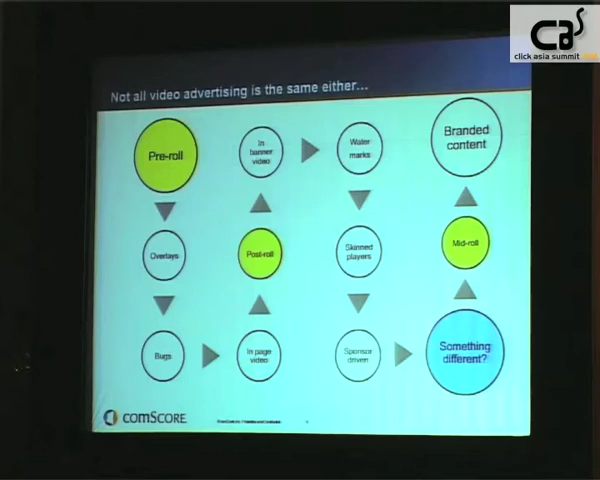 cas
click asia summit
Not all video advertising is the same either...
Pre-roll
In
banner
video
Water
marks
Branded
content
Overlays
Post-roll
Skinned
players
Mid-roll
Bugs
In page
video
Sponsor
driven
Something
different?
comSCORE